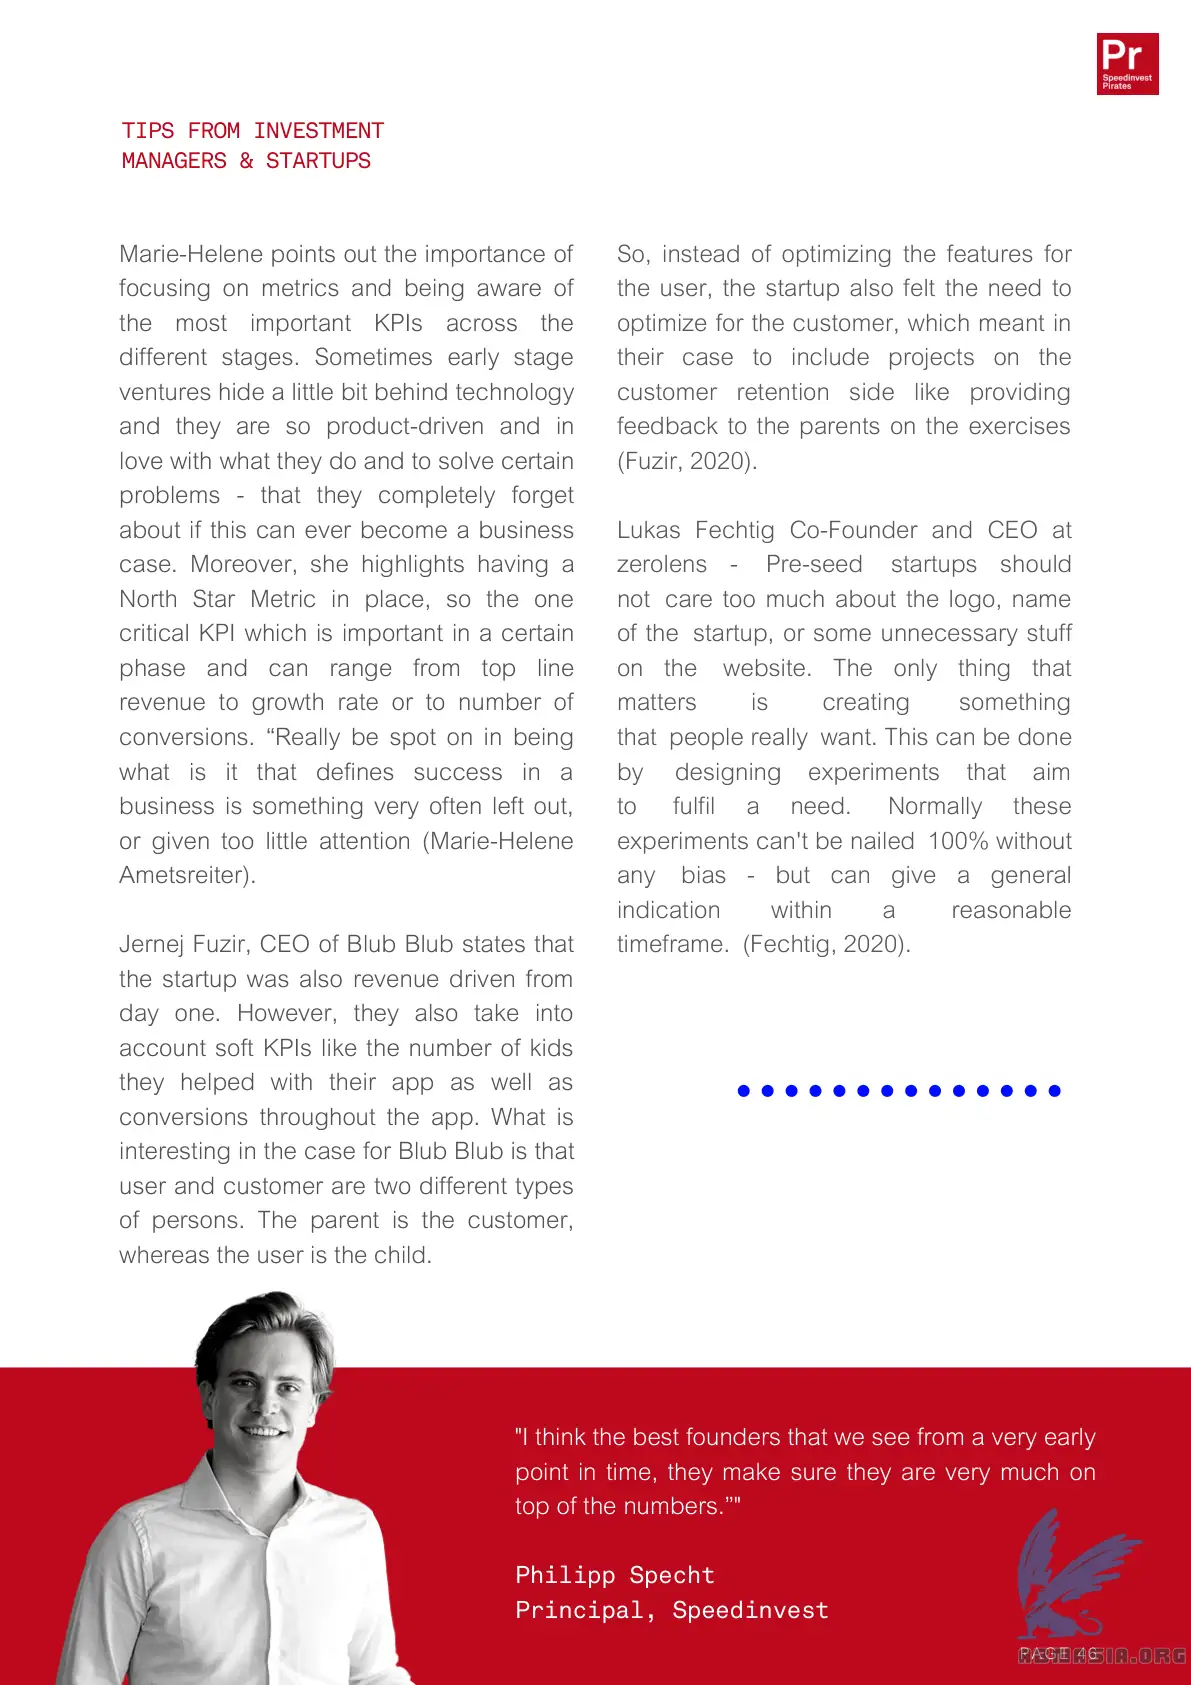 Pr
Speedinvest
Pirates
TIPS FROM INVESTMENT
MANAGERS & STARTUPS
Marie-Helene points out the importance of
focusing on metrics and being aware of
the most important KPIs across the
different stages. Sometimes early stage
ventures hide a little bit behind technology
and they are so product-driven and in
love with what they do and to solve certain
problems - that they completely forget
about if this can ever become a business
case. Moreover, she highlights having a
North Star Metric in place, so the one
critical KPI which is important in a certain
phase and can range from top line
revenue to growth rate or to number of
conversions. “Really be spot on in being
what is it that defines success in a
business is something very often left out,
or given too little attention (Marie-Helene
Ametsreiter).
Jernej Fuzir, CEO of Blub Blub states that
the startup was also revenue driven from
day one. However, they also take into
account soft KPIs like the number of kids
they helped with their app as well as
conversions throughout the app. What is
interesting in the case for Blub Blub is that
user and customer are two different types
of persons. The parent is the customer,
whereas the user is the child.
So, instead of optimizing the features for
the user, the startup also felt the need to
optimize for the customer, which meant in
their case to include projects on the
customer retention side like providing
feedback to the parents on the exercises
(Fuzir, 2020).
Lukas Fechtig Co-Founder and CEO at
zerolens - Pre-seed startups should
not care too much about the logo, name
of the startup, or some unnecessary stuff
on the website. The only thing that
matters is creating something
that people really want. This can be done
by designing experiments that aim
to fulfil a need. Normally these
experiments can't be nailed 100% without
any bias - but can give a general
indication within a reasonable
timeframe. (Fechtig, 2020).
"I think the best founders that we see from a very early
point in time, they make sure they are very much on
top of the numbers.”"
Philipp Specht
Principal, Speedinvest
PAGE 46